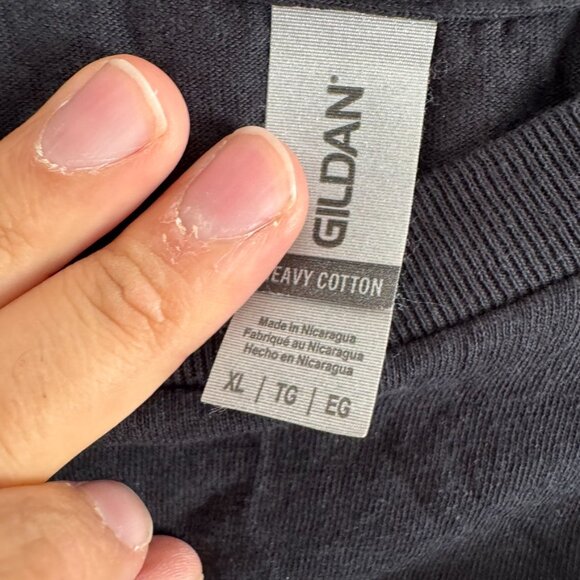 GILDAN®
EAVY COTTON
Made in Nicaragua
Fabriqué au Nicaragua
Hecho en Nicaragua
XL | TG | EG